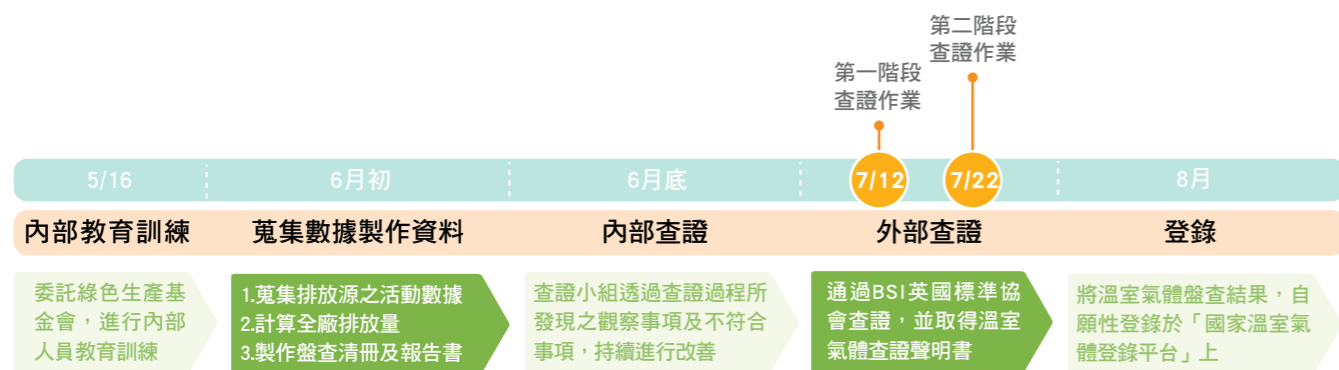 第二階段
查證作業
第一階段
查證作業
5/16
6月初
6月底
7/12
7/22
8月
內部教育訓練
蒐集數據製作資料
內部查證
外部查證
登錄
委託綠色生產基
金會，進行內部
人員教育訓練
1.蒐集排放源之活動數據
2.計算全廠排放量
3.製作盤查清冊及報告書
查證小組透過查證過程所
發現之觀察事項及不符合
事項，持續進行改善
通過BSI英國標準協
會查證，並取得溫室
氣體查證聲明書
將溫室氣體盤查結果，自
願性登錄於「國家溫室氣
體登錄平台」上